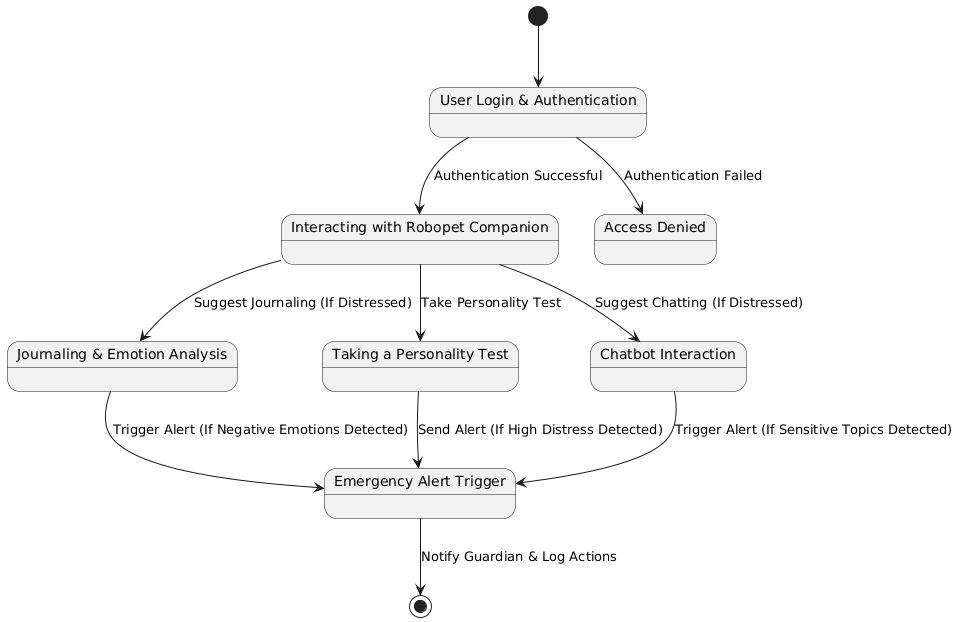 User Login & Authentication
Authentication Successful
Authentication Failed
Interacting with Robopet Companion
Access Denied
Suggest Journaling (If Distressed)
Take Personality Test
Suggest Chatting (If Distressed)
Journaling & Emotion Analysis
Taking a Personality Test
Chatbot Interaction
Trigger Alert (If Negative Emotions Detected)
Send Alert (If High Distress Detected)
Trigger Alert (If Sensitive Topics Detected)
Emergency Alert Trigger
Notify Guardian & Log Actions